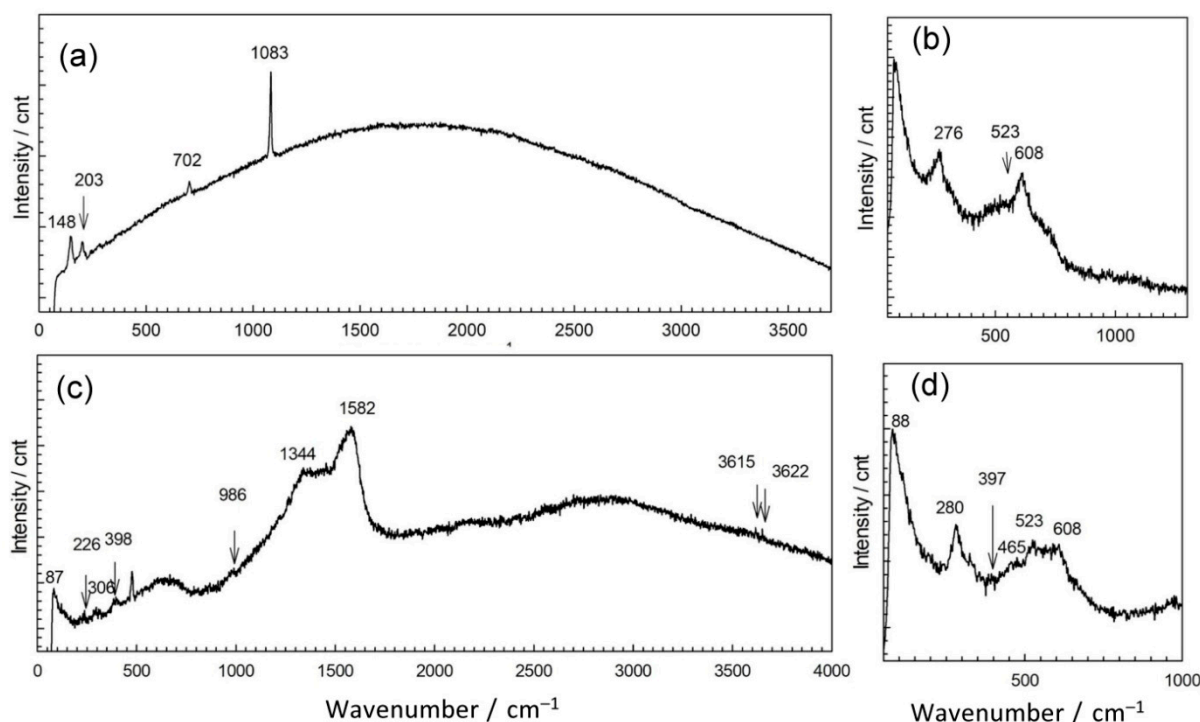 (a)
1083
702
203
148
Intensity / cnt
0 500 1000 1500 2000 2500 3000 3500
(b)
276
523
608
Intensity / cnt
500 1000
(c)
1582
1344
986
3615
3622
226
398
306
87
Intensity / cnt
0 500 1000 1500 2000 2500 3000 3500 4000
Wavenumber / cm⁻¹
(d)
88
280
397
465
523
608
Intensity / cnt
500 1000
Wavenumber / cm⁻¹